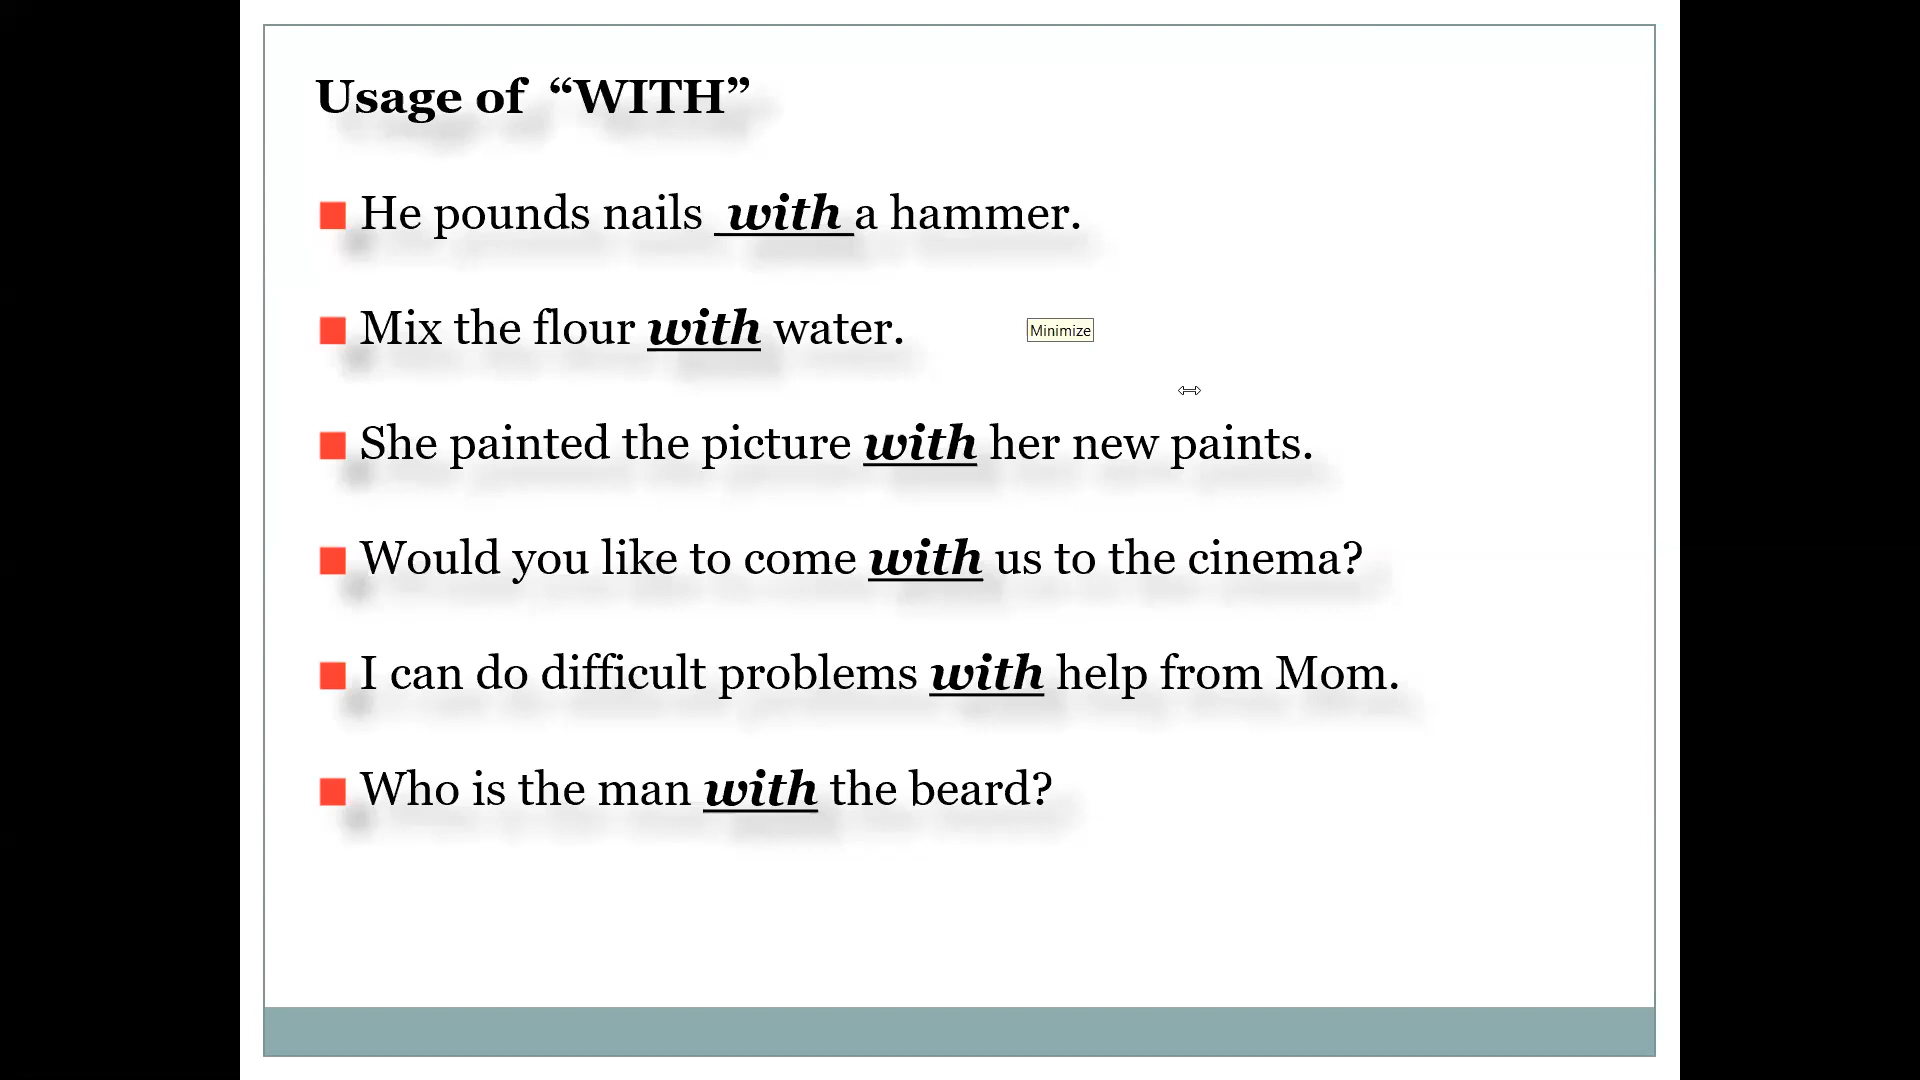 Usage of “WITH”
He pounds nails with a hammer.
Mix the flour with water.
Minimize
She painted the picture with her new paints.
Would you like to come with us to the cinema?
I can do difficult problems with help from Mom.
Who is the man with the beard?